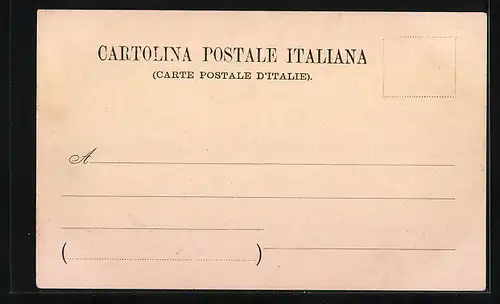 CARTOLINA POSTALE ITALIANA
(CARTE POSTALE D'ITALIE).
A
( )